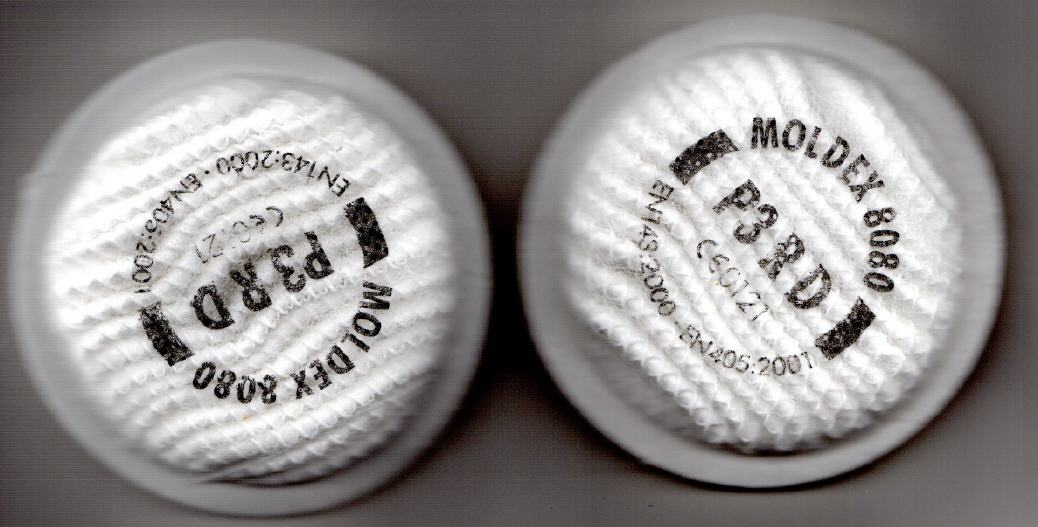 MOLDEX 8080
P3 R D
CE0121
EN143:2000 · EN405:2001
MOLDEX 8080
P3 R D
CE0121
EN143:2000 · EN405:2001